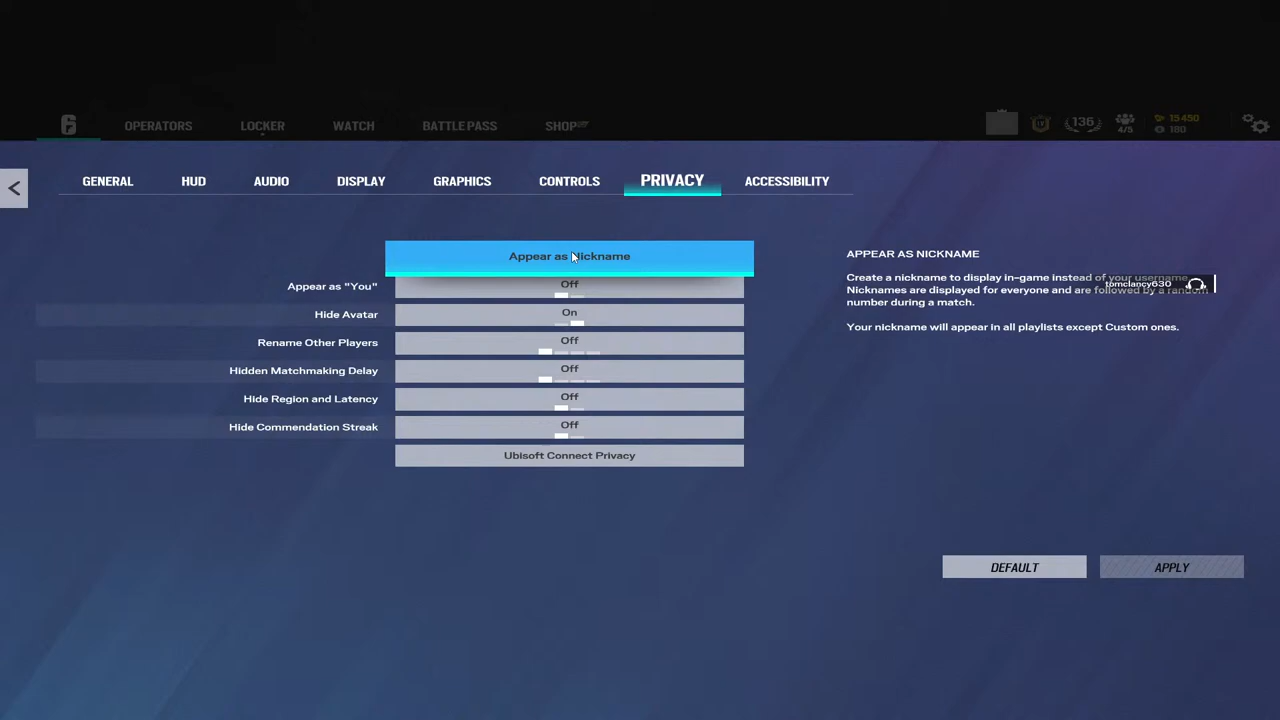 6 OPERATORS LOCKER WATCH BATTLE PASS SHOP 136 4/5 15 450 180
GENERAL HUD AUDIO DISPLAY GRAPHICS CONTROLS PRIVACY ACCESSIBILITY
Appear as Nickname
Appear as "You" Off
Hide Avatar On
Rename Other Players Off
Hidden Matchmaking Delay Off
Hide Region and Latency Off
Hide Commendation Streak Off
Ubisoft Connect Privacy
APPEAR AS NICKNAME
Create a nickname to display in-game instead of your username.
Nicknames are displayed for everyone and are followed by a random
number during a match.
Your nickname will appear in all playlists except Custom ones.
tomclancy630
DEFAULT APPLY